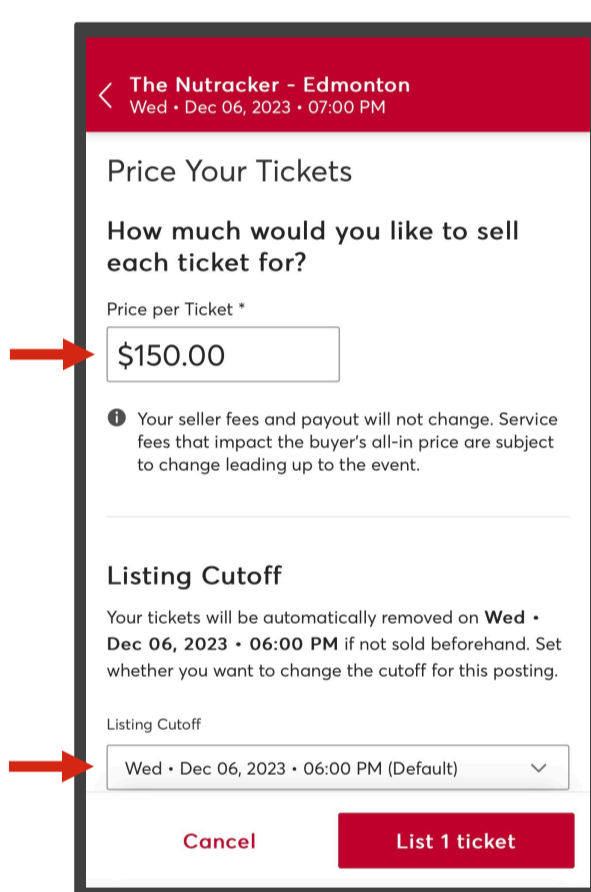 The Nutracker - Edmonton
Wed • Dec 06, 2023 • 07:00 PM
Price Your Tickets
How much would you like to sell
each ticket for?
Price per Ticket *
$150.00
Your seller fees and payout will not change. Service
fees that impact the buyer's all-in price are subject
to change leading up to the event.
Listing Cutoff
Your tickets will be automatically removed on Wed •
Dec 06, 2023 • 06:00 PM if not sold beforehand. Set
whether you want to change the cutoff for this posting.
Listing Cutoff
Wed • Dec 06, 2023 • 06:00 PM (Default)
Cancel
List 1 ticket